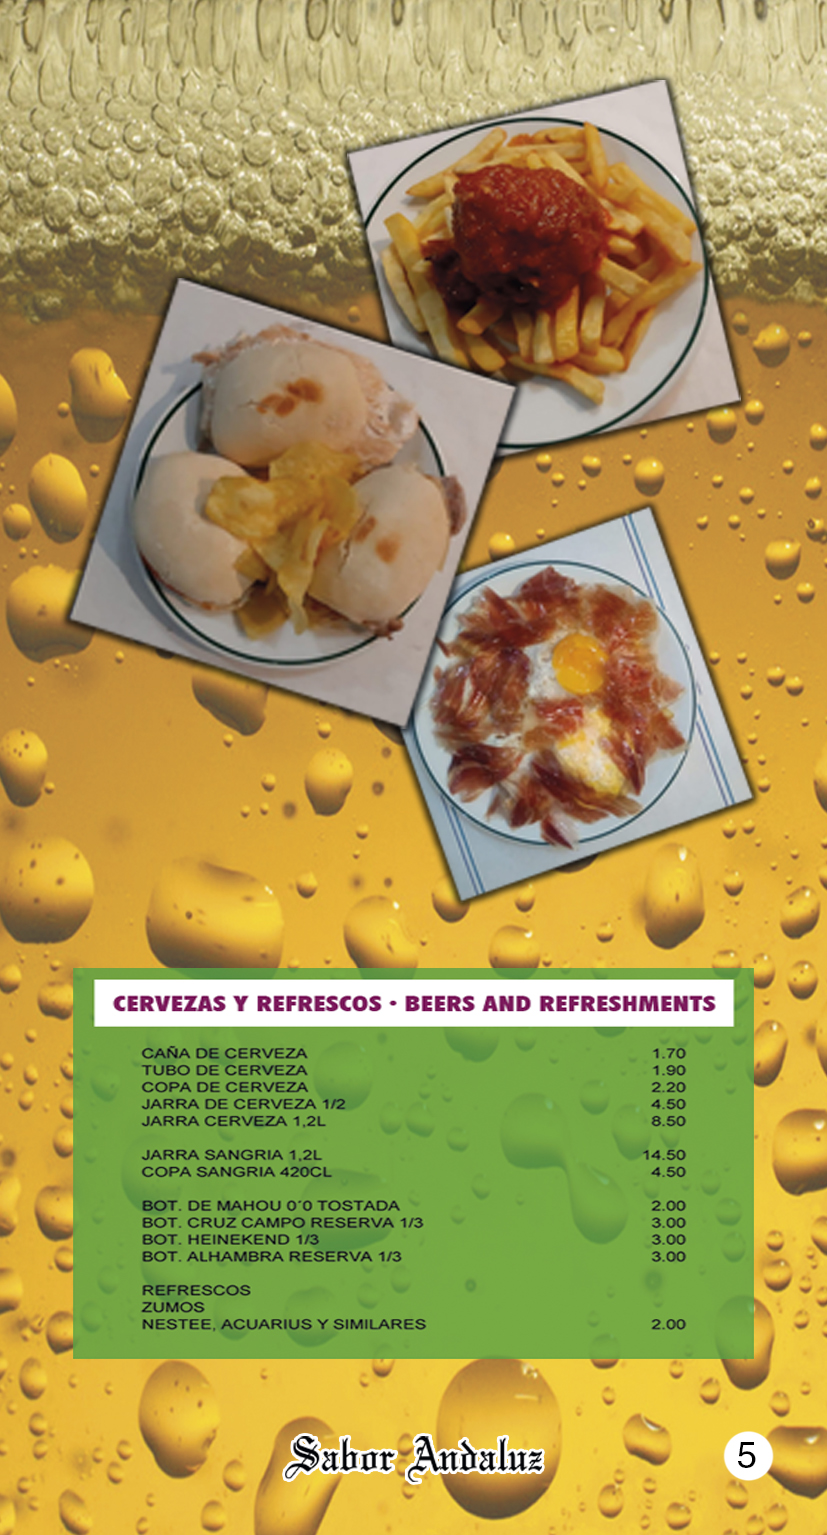 CERVEZAS Y REFRESCOS · BEERS AND REFRESHMENTS
CAÑA DE CERVEZA 1.70
TUBO DE CERVEZA 1.90
COPA DE CERVEZA 2.20
JARRA DE CERVEZA 1/2 4.50
JARRA CERVEZA 1,2L 8.50
JARRA SANGRIA 1,2L 14.50
COPA SANGRIA 420CL 4.50
BOT. DE MAHOU 0´0 TOSTADA 2.00
BOT. CRUZ CAMPO RESERVA 1/3 3.00
BOT. HEINEKEND 1/3 3.00
BOT. ALHAMBRA RESERVA 1/3 3.00
REFRESCOS
ZUMOS
NESTEE, ACUARIUS Y SIMILARES 2.00
Sabor Andaluz
5